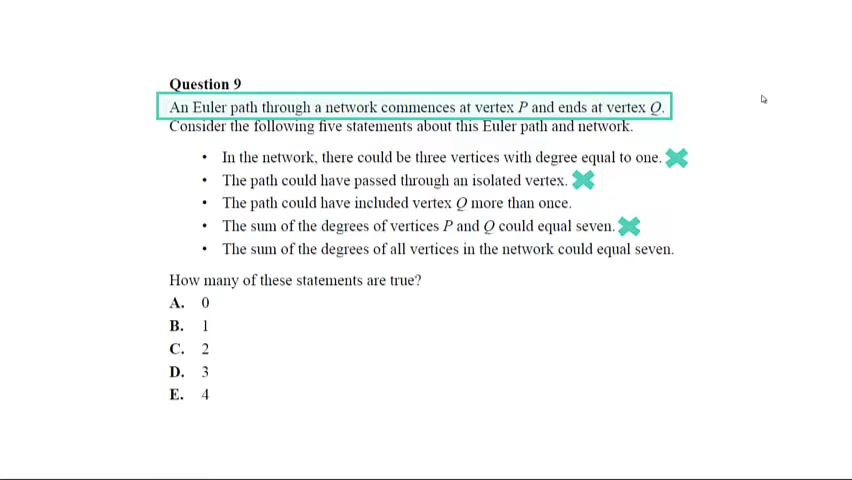 Question 9
An Euler path through a network commences at vertex P and ends at vertex Q.
Consider the following five statements about this Euler path and network.
• In the network, there could be three vertices with degree equal to one.
• The path could have passed through an isolated vertex.
• The path could have included vertex Q more than once.
• The sum of the degrees of vertices P and Q could equal seven.
• The sum of the degrees of all vertices in the network could equal seven.
How many of these statements are true?
A. 0
B. 1
C. 2
D. 3
E. 4